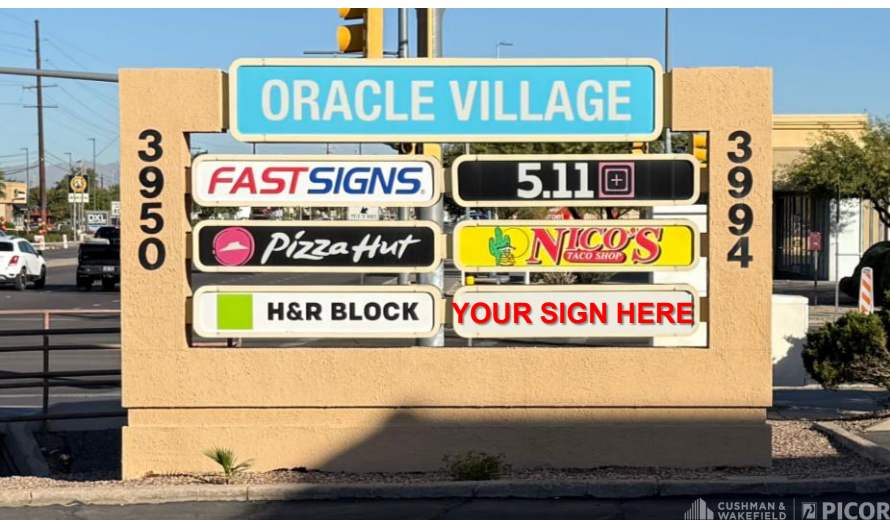 ORACLE VILLAGE
3950
3994
FASTSIGNS®
5.11
Pizza Hut
NICO'S
TACO SHOP
H&R BLOCK
YOUR SIGN HERE
DXL
CUSHMAN &
WAKEFIELD
PICOR